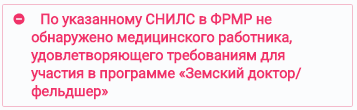 По указанному СНИЛС в ФРМР не
обнаружено медицинского работника,
удовлетворяющего требованиям для
участия в программе «Земский доктор/
фельдшер»